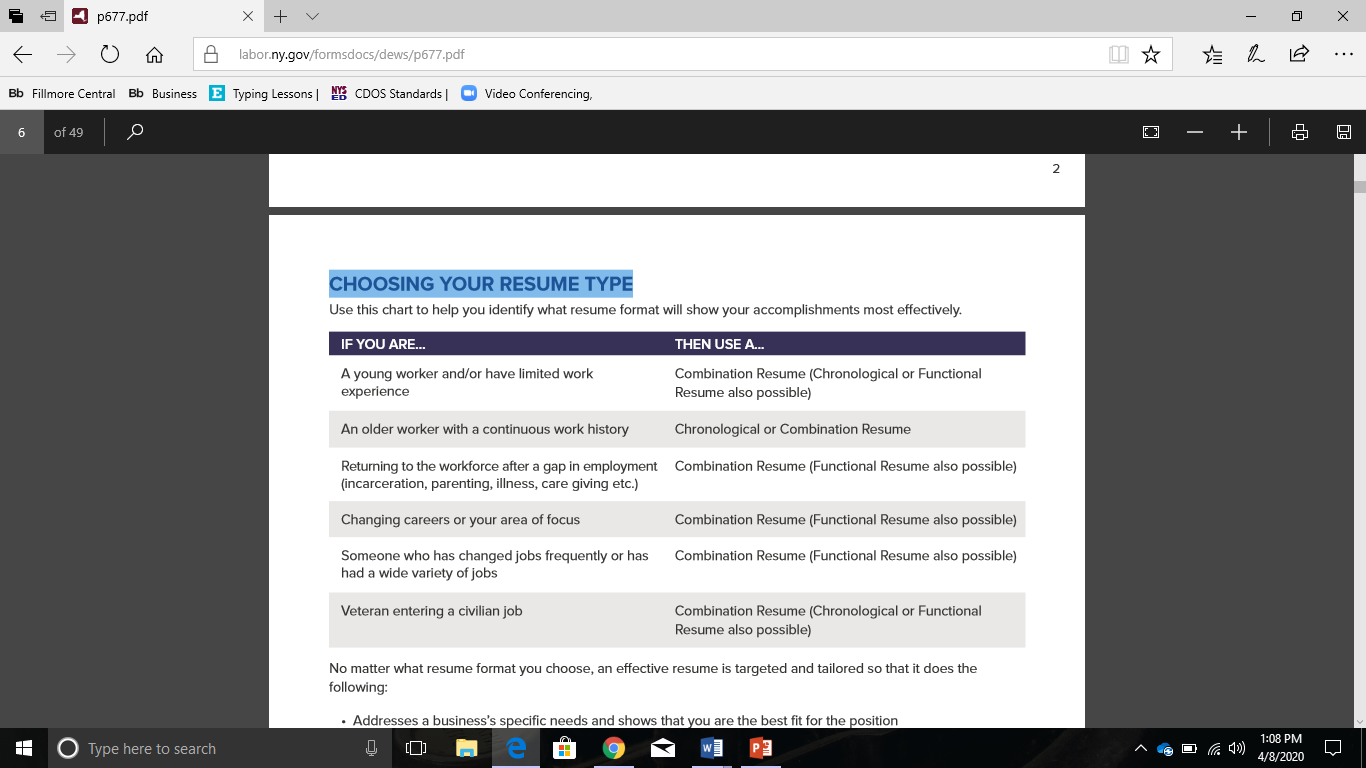 p677.pdf
labor.ny.gov/formsdocs/dews/p677.pdf
Bb Fillmore Central Bb Business E Typing Lessons | NYS ED CDOS Standards | Video Conferencing,
6 of 49
2
CHOOSING YOUR RESUME TYPE
Use this chart to help you identify what resume format will show your accomplishments most effectively.
IF YOU ARE... THEN USE A...
A young worker and/or have limited work Combination Resume (Chronological or Functional
experience Resume also possible)
An older worker with a continuous work history Chronological or Combination Resume
Returning to the workforce after a gap in employment Combination Resume (Functional Resume also possible)
(incarceration, parenting, illness, care giving etc.)
Changing careers or your area of focus Combination Resume (Functional Resume also possible)
Someone who has changed jobs frequently or has Combination Resume (Functional Resume also possible)
had a wide variety of jobs
Veteran entering a civilian job Combination Resume (Chronological or Functional
Resume also possible)
No matter what resume format you choose, an effective resume is targeted and tailored so that it does the
following:
• Addresses a business's specific needs and shows that you are the best fit for the position
Type here to search
1:08 PM
4/8/2020